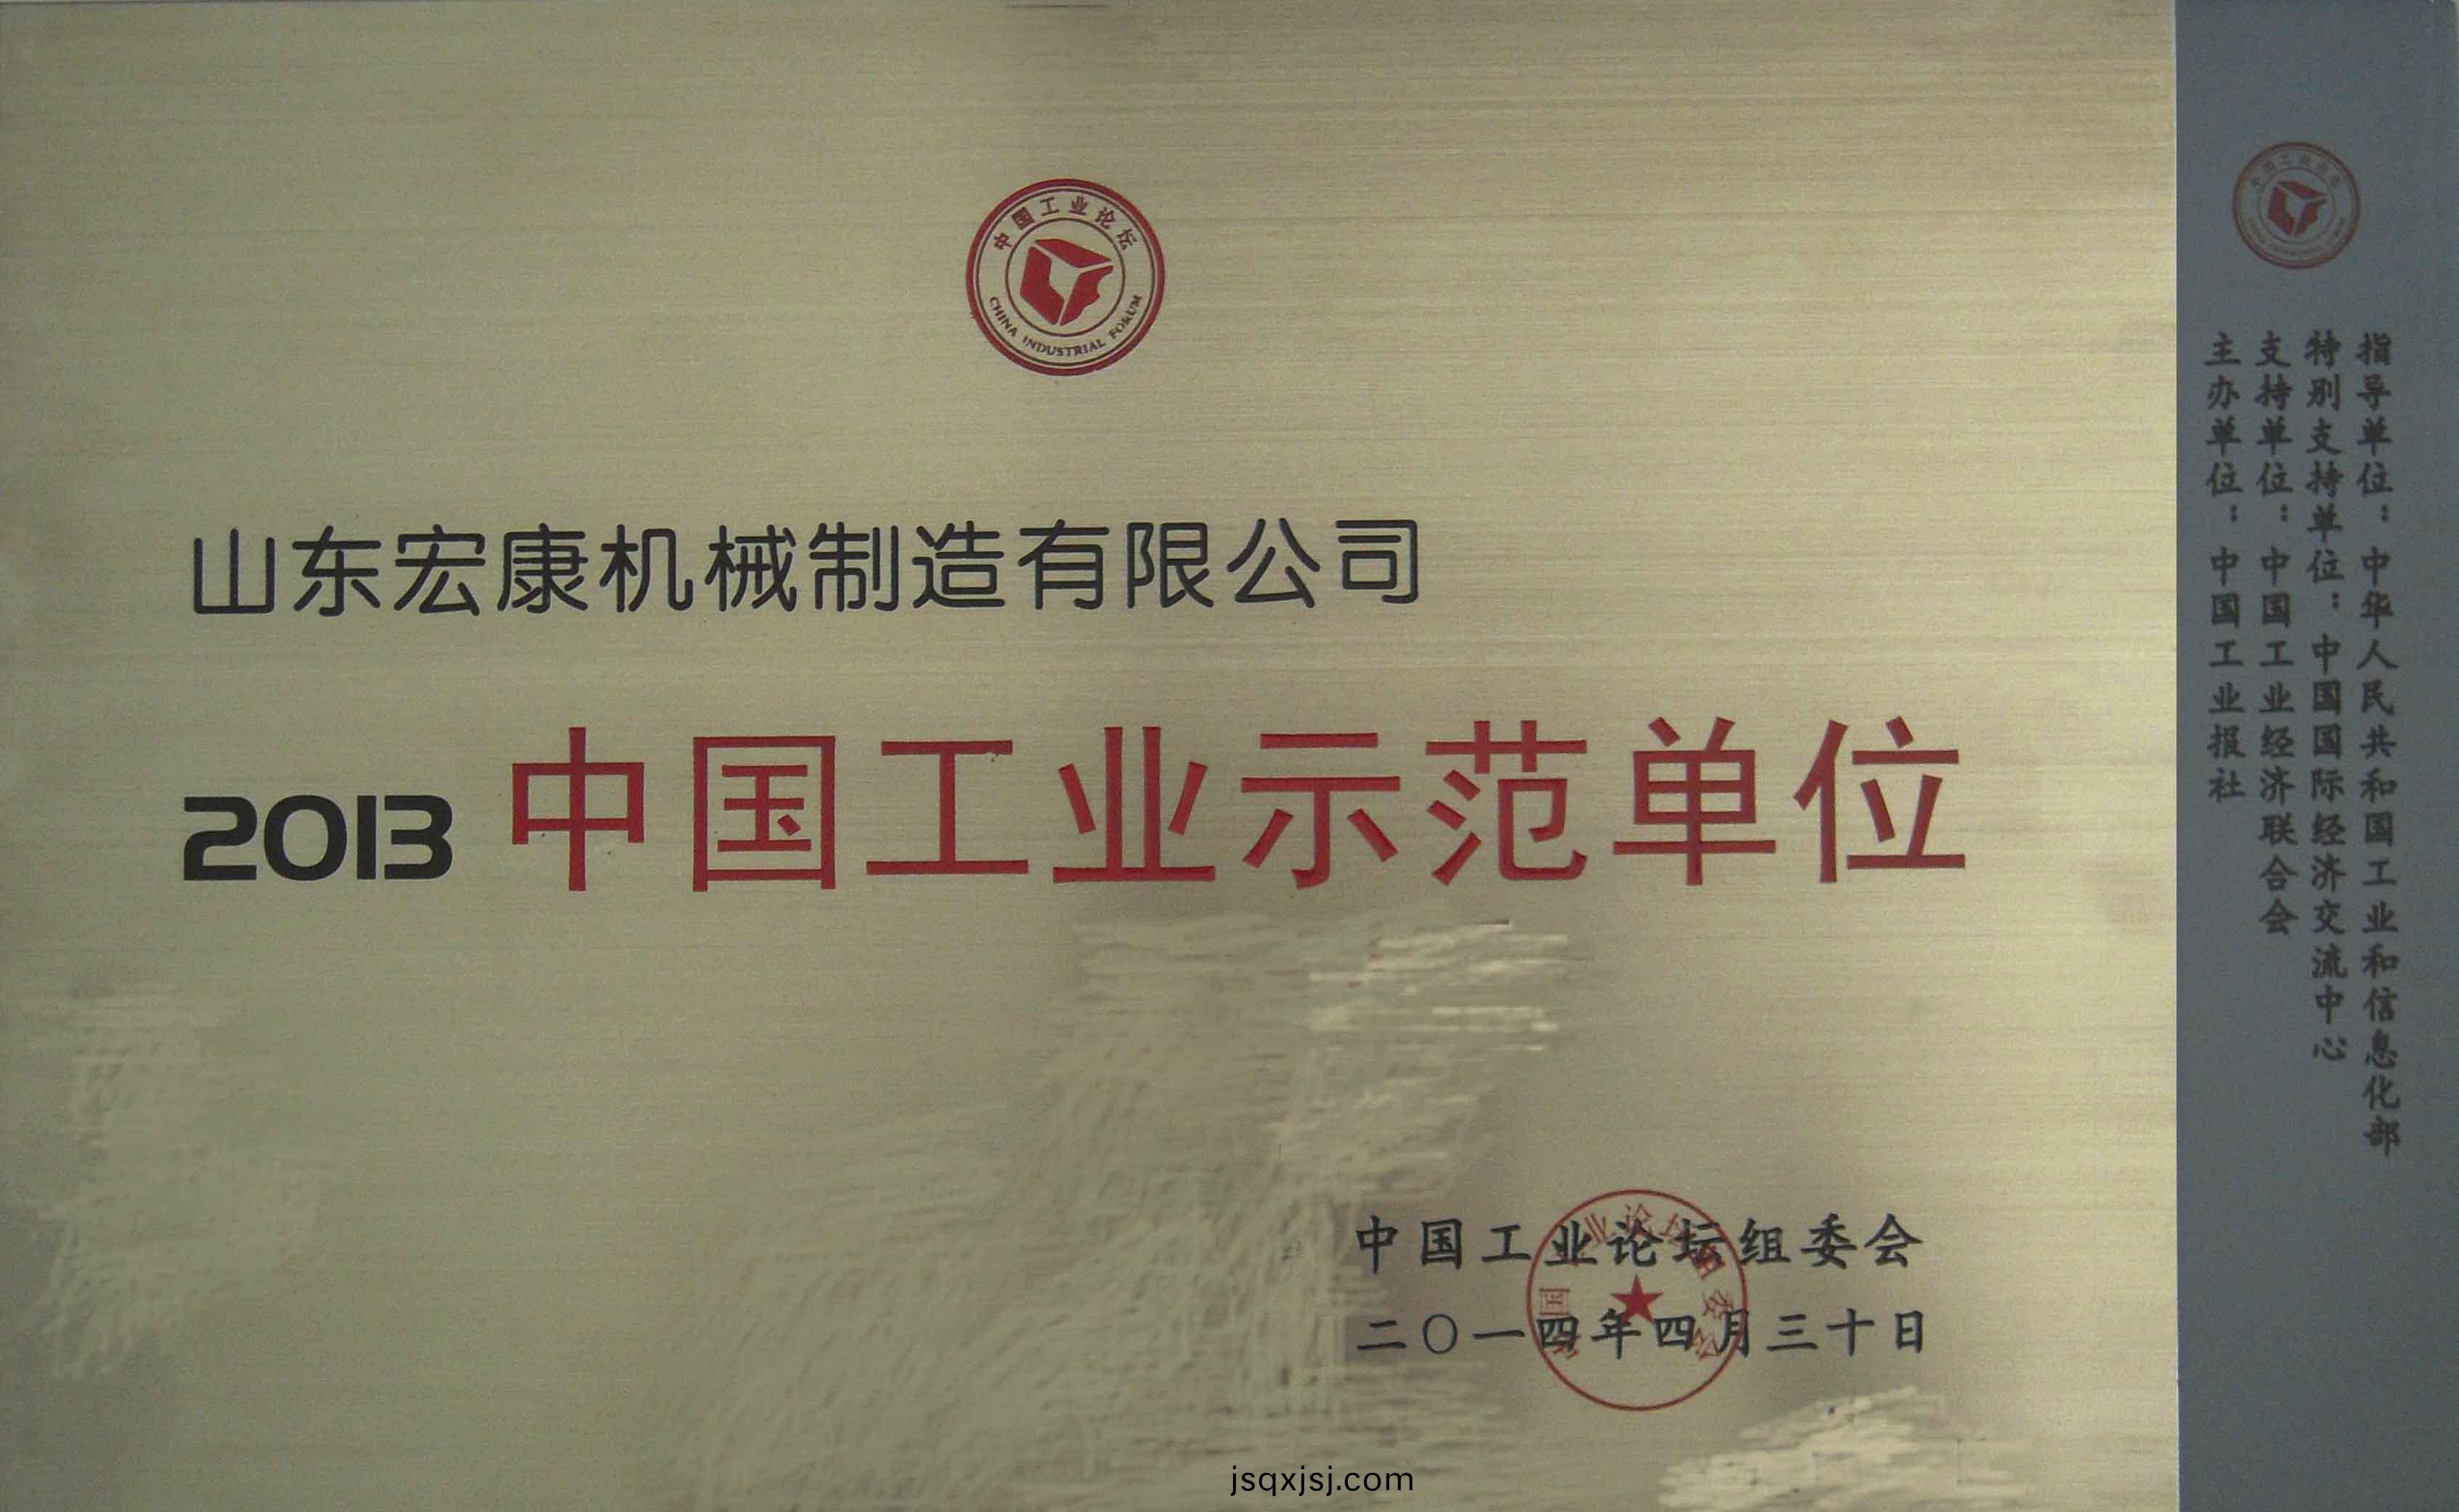 中国工业论坛
CHINA INDUSTRIAL FORUM
山东宏康机械制造有限公司
2013 中国工业示范单位
中国工业论坛组委会
二〇一四年四月三十日
指导单位：中华人民共和国工业和信息化部
特别支持单位：中国国际经济交流中心
支持单位：中国工业经济联合会
主办单位：中国工业报社
jsqxjsj.com